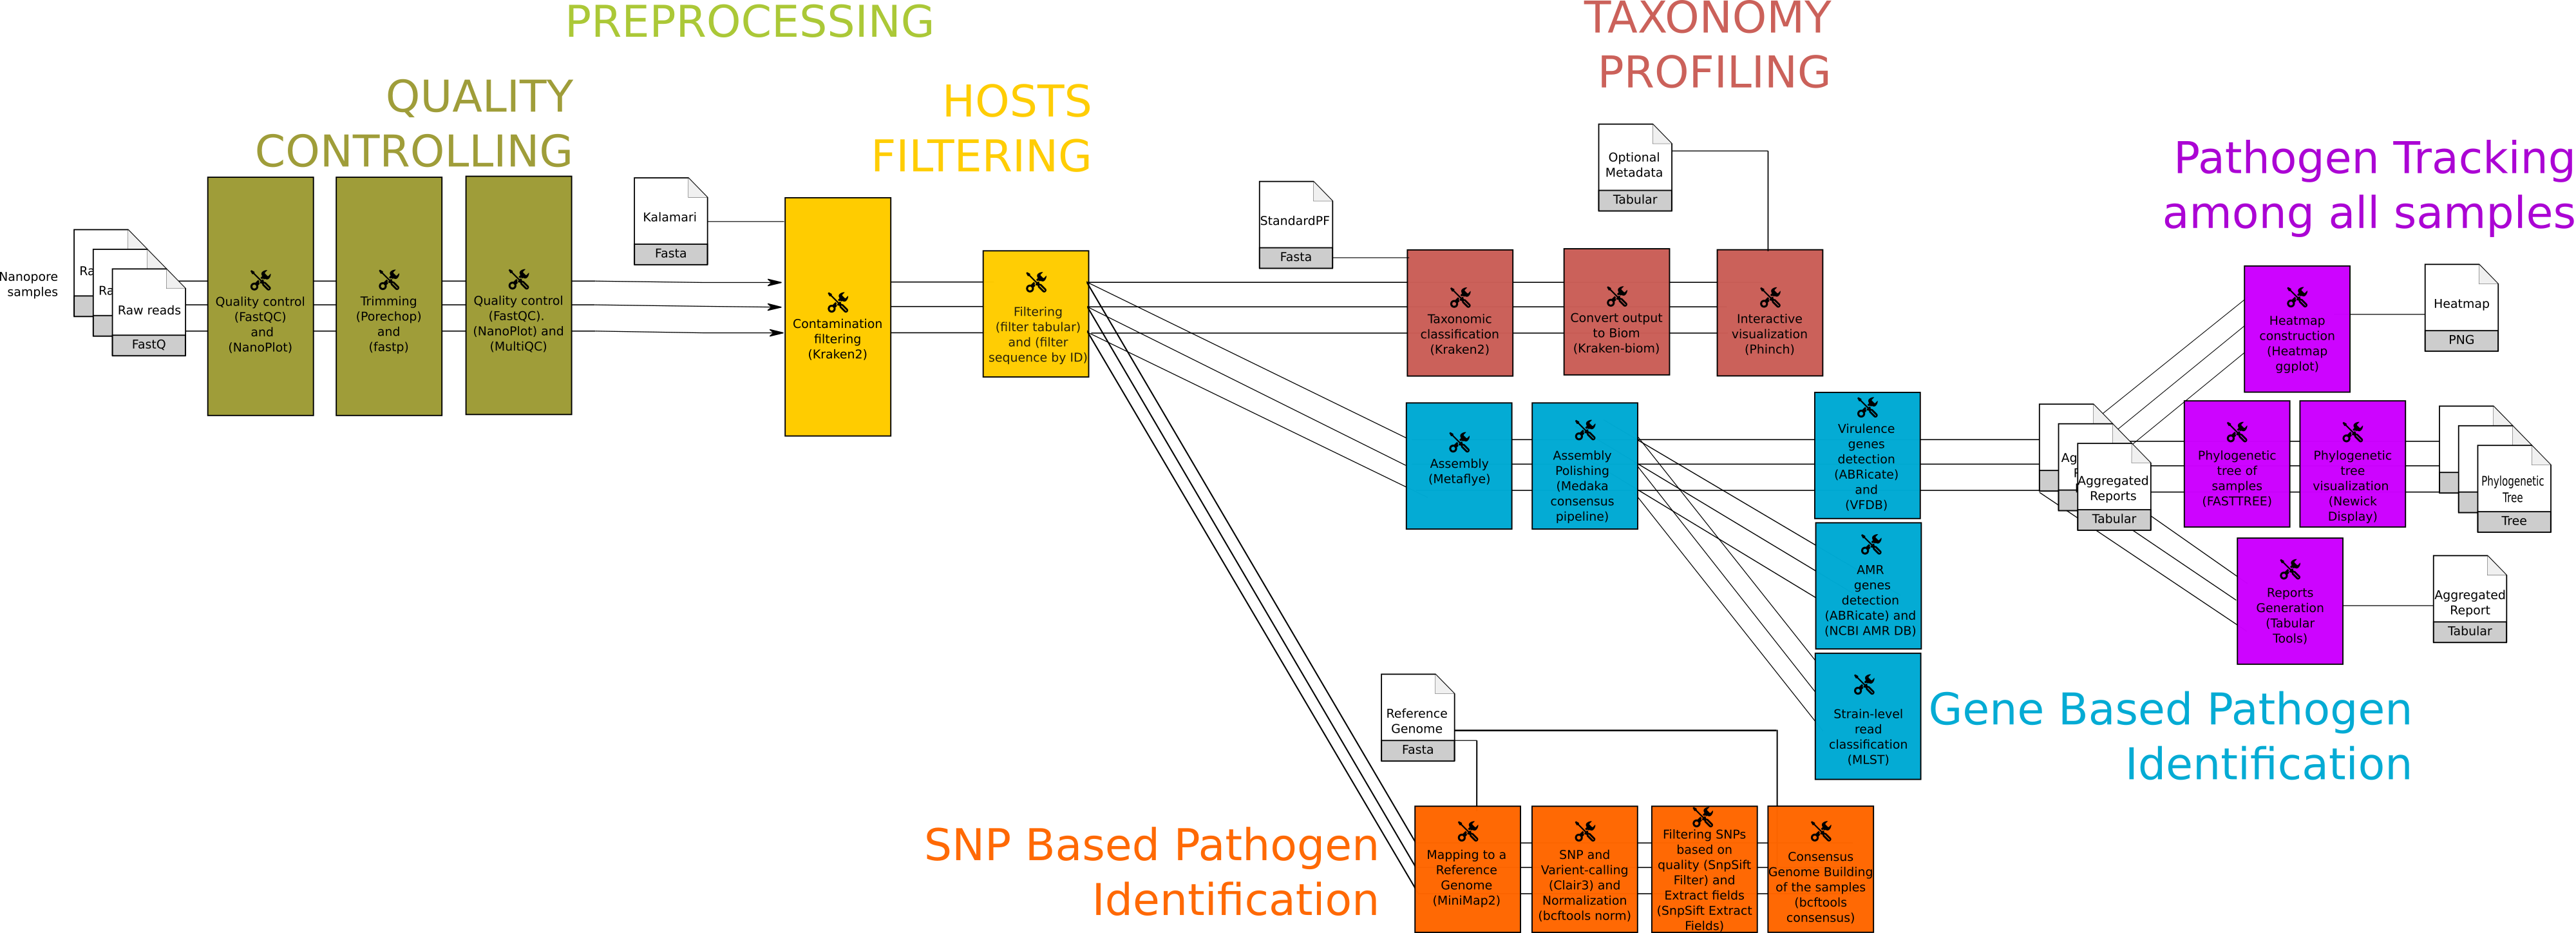 PREPROCESSING
QUALITY
CONTROLLING
HOSTS
FILTERING
TAXONOMY
PROFILING
Pathogen Tracking
among all samples
Nanopore
samples
Ra
Ra
Raw reads
FastQ
Quality control
(FastQC)
and
(NanoPlot)
Trimming
(Porechop)
and
(fastp)
Quality control
(FastQC).
(NanoPlot) and
(MultiQC)
Kalamari
Fasta
Contamination
filtering
(Kraken2)
Filtering
(filter tabular)
and (filter
sequence by ID)
StandardPF
Fasta
Optional
Metadata
Tabular
Taxonomic
classification
(Kraken2)
Convert output
to Biom
(Kraken-biom)
Interactive
visualization
(Phinch)
Assembly
(Metaflye)
Assembly
Polishing
(Medaka
consensus
pipeline)
Virulence
genes
detection
(ABRicate)
and
(VFDB)
AMR
genes
detection
(ABRicate) and
(NCBI AMR DB)
Strain-level
read
classification
(MLST)
Gene Based Pathogen
Identification
Ag
Aggregated
Reports
Tabular
Heatmap
construction
(Heatmap
ggplot)
Heatmap
PNG
Phylogenetic
tree of
samples
(FASTTREE)
Phylogenetic
tree
visualization
(Newick
Display)
Phylogenetic
Tree
Tree
Reports
Generation
(Tabular
Tools)
Aggregated
Report
Tabular
Reference
Genome
Fasta
SNP Based Pathogen
Identification
Mapping to a
Reference
Genome
(MiniMap2)
SNP and
Varient-calling
(Clair3) and
Normalization
(bcftools norm)
Filtering SNPs
based on
quality (SnpSift
Filter) and
Extract fields
(SnpSift Extract
Fields)
Consensus
Genome Building
of the samples
(bcftools
consensus)